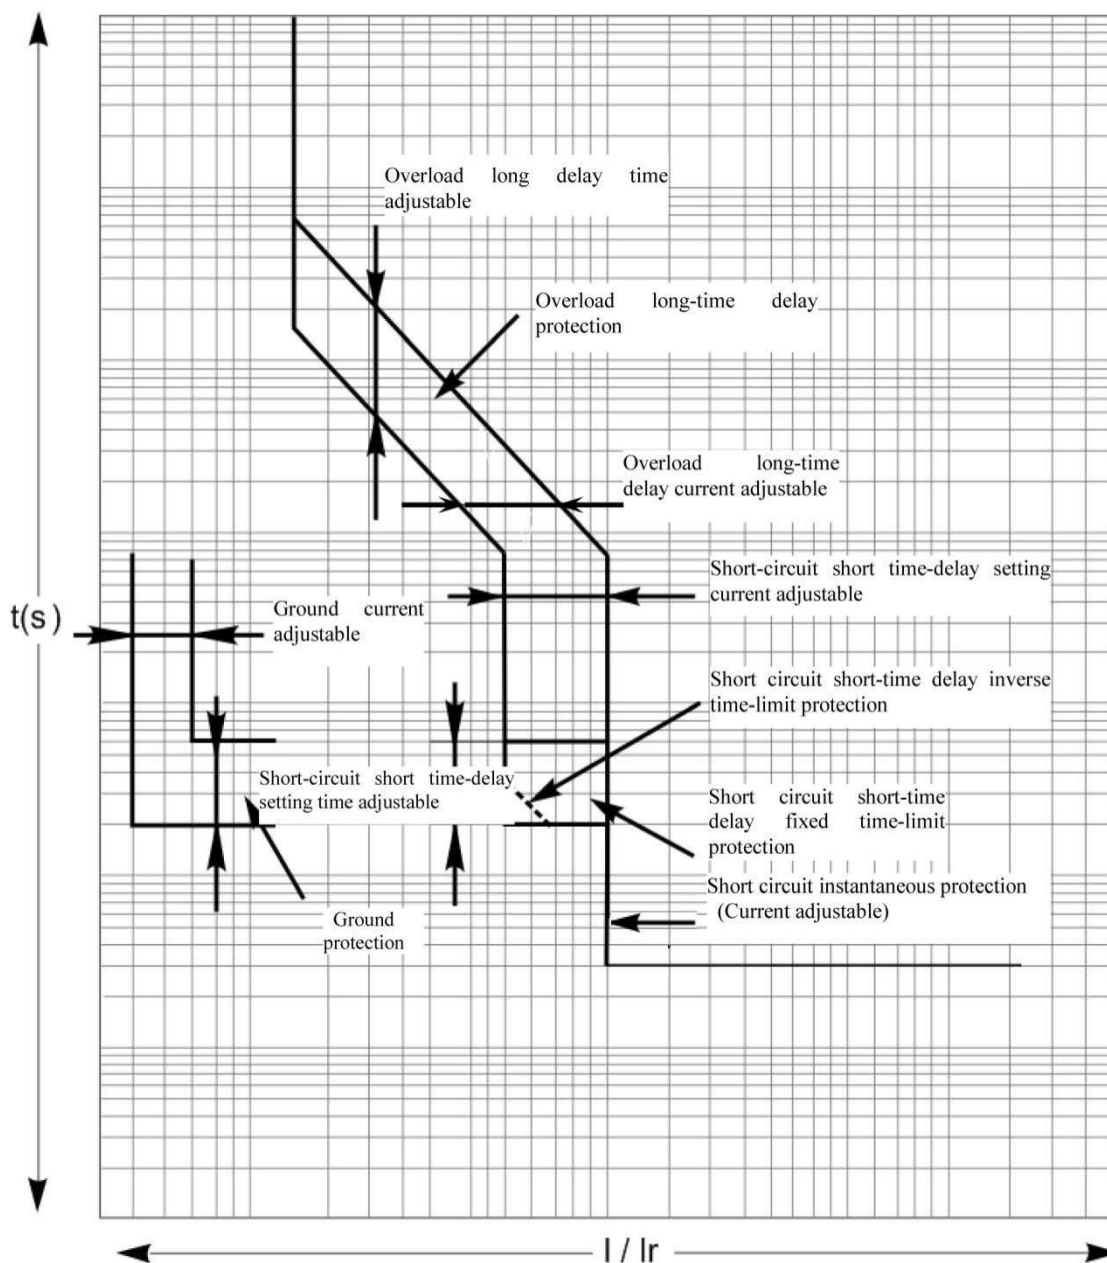 Overload long delay time
adjustable
Overload long-time delay
protection
Overload long-time
delay current adjustable
Short-circuit short time-delay setting
current adjustable
Ground current
adjustable
t(s)
Short circuit short-time delay inverse
time-limit protection
Short-circuit short time-delay
setting time adjustable
Short circuit short-time
delay fixed time-limit
protection
Short circuit instantaneous protection
(Current adjustable)
Ground
protection
I / Ir